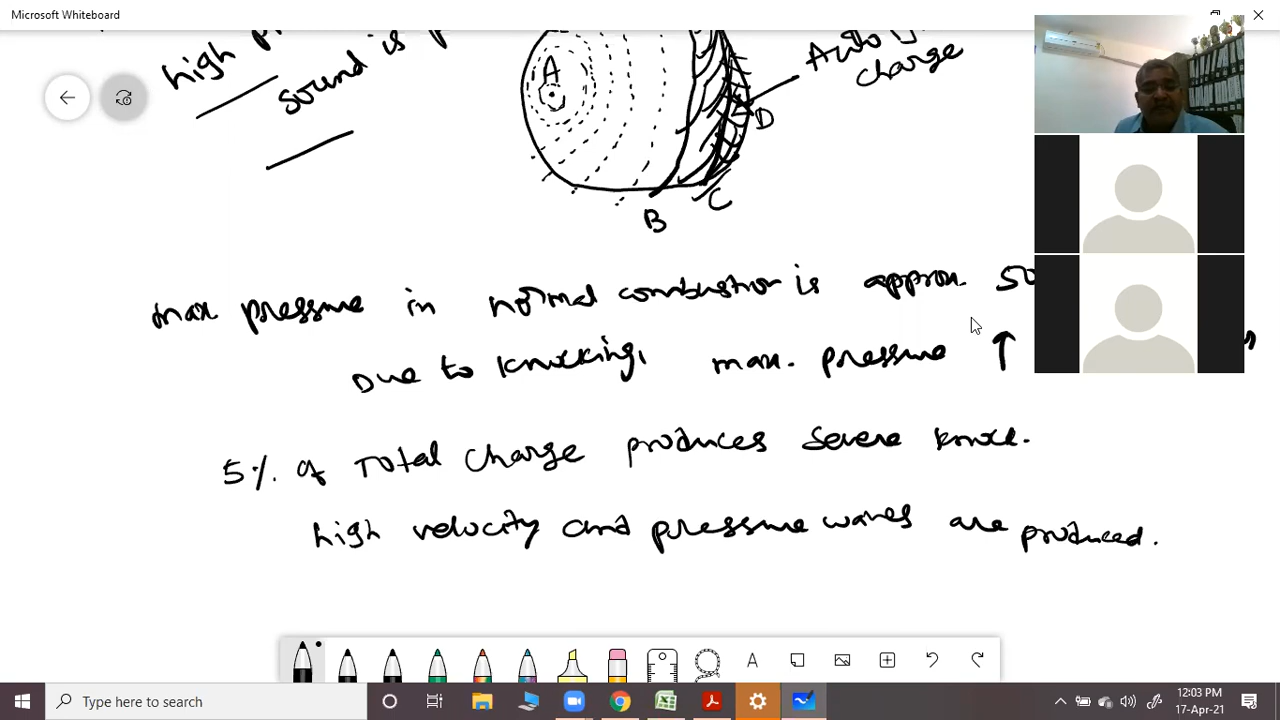 Microsoft Whiteboard
high
sound is
A
Auto
charge
D
C
B
max pressure in normal combustion is approx. 50
Due to knocking, max. pressure ↑
5% of Total charge produces severe knock.
high velocity and pressure waves are produced.
A
Type here to search
12:03 PM
17-Apr-21